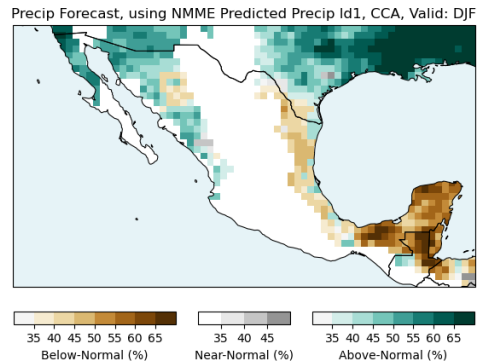 Precip Forecast, using NMME Predicted Precip Id1, CCA, Valid: DJF
35 40 45 50 55 60 65 35 40 45 35 40 45 50 55 60 65
Below-Normal (%) Near-Normal (%) Above-Normal (%)